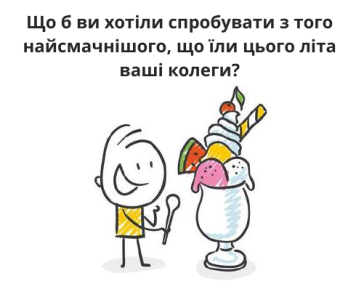 Що б ви хотіли спробувати з того
найсмачнішого, що їли цього літа
ваші колеги?